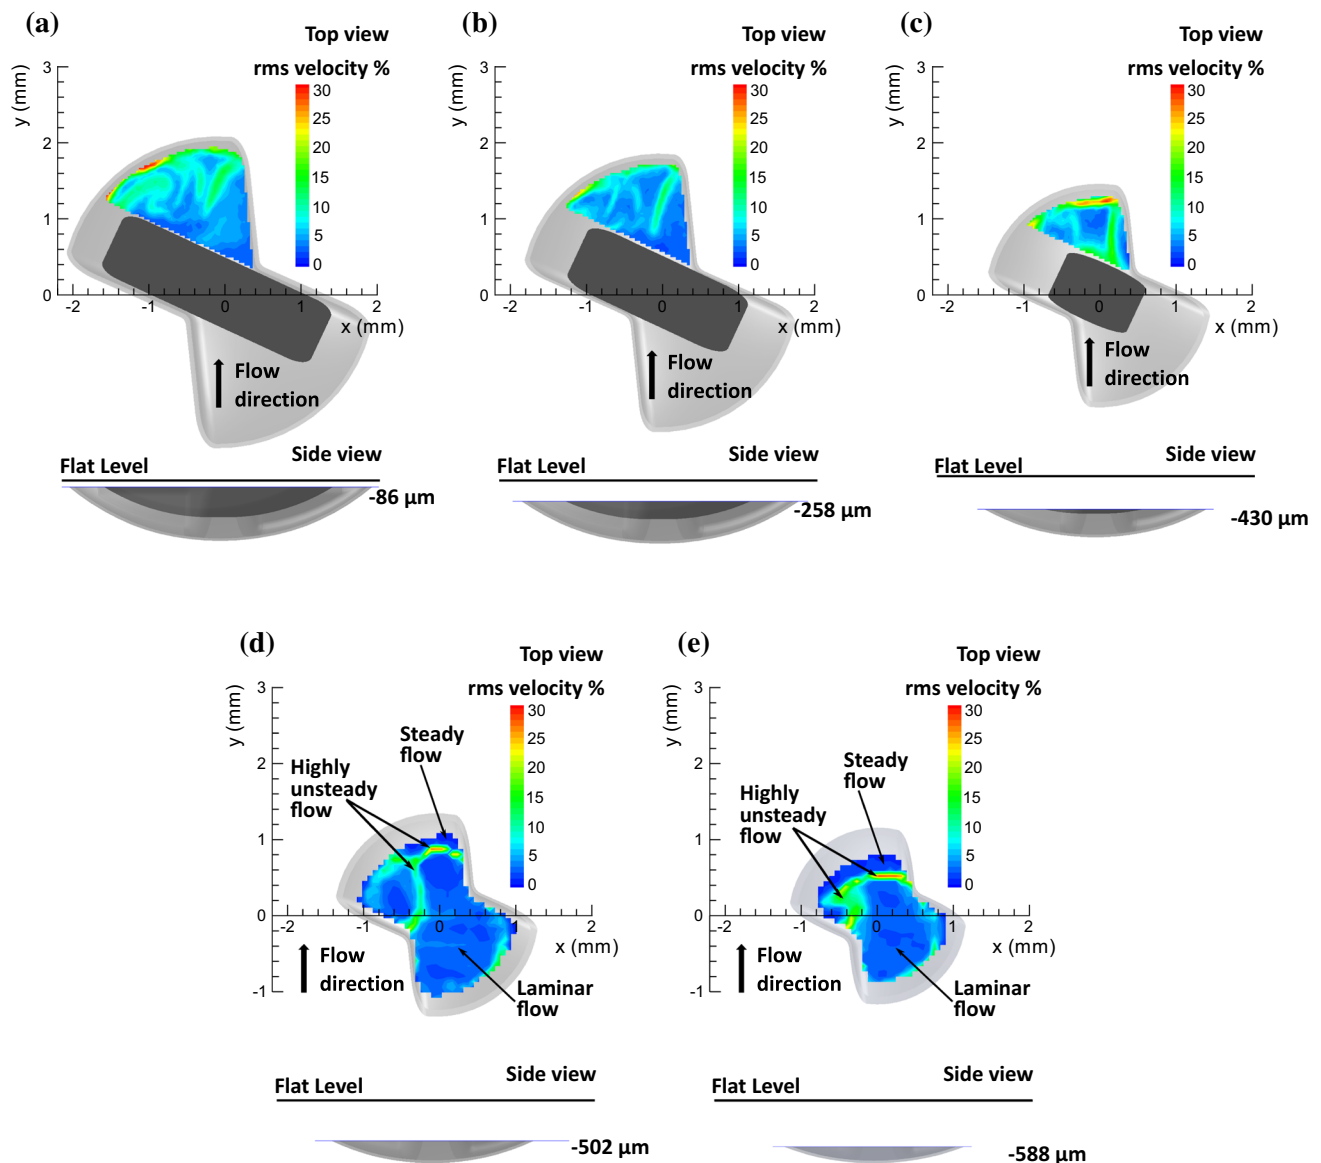 (a)
Top view
rms velocity %
30
25
20
15
10
5
0
y (mm)
3
2
1
0
-2
-1
0
1
2
x (mm)
Flow
direction
Flat Level
Side view
-86 μm
(b)
Top view
rms velocity %
30
25
20
15
10
5
0
y (mm)
3
2
1
0
-2
-1
0
1
2
x (mm)
Flow
direction
Flat Level
Side view
-258 μm
(c)
Top view
rms velocity %
30
25
20
15
10
5
0
y (mm)
3
2
1
0
-2
-1
0
1
2
x (mm)
Flow
direction
Flat Level
Side view
-430 μm
(d)
Top view
rms velocity %
30
25
20
15
10
5
0
y (mm)
3
2
1
0
-1
Steady
flow
Highly
unsteady
flow
-2
-1
0
1
2
x (mm)
Flow
direction
Laminar
flow
Flat Level
Side view
-502 μm
(e)
Top view
rms velocity %
30
25
20
15
10
5
0
y (mm)
3
2
1
0
-1
Steady
flow
Highly
unsteady
flow
-2
-1
0
1
2
x (mm)
Flow
direction
Laminar
flow
Flat Level
Side view
-588 μm